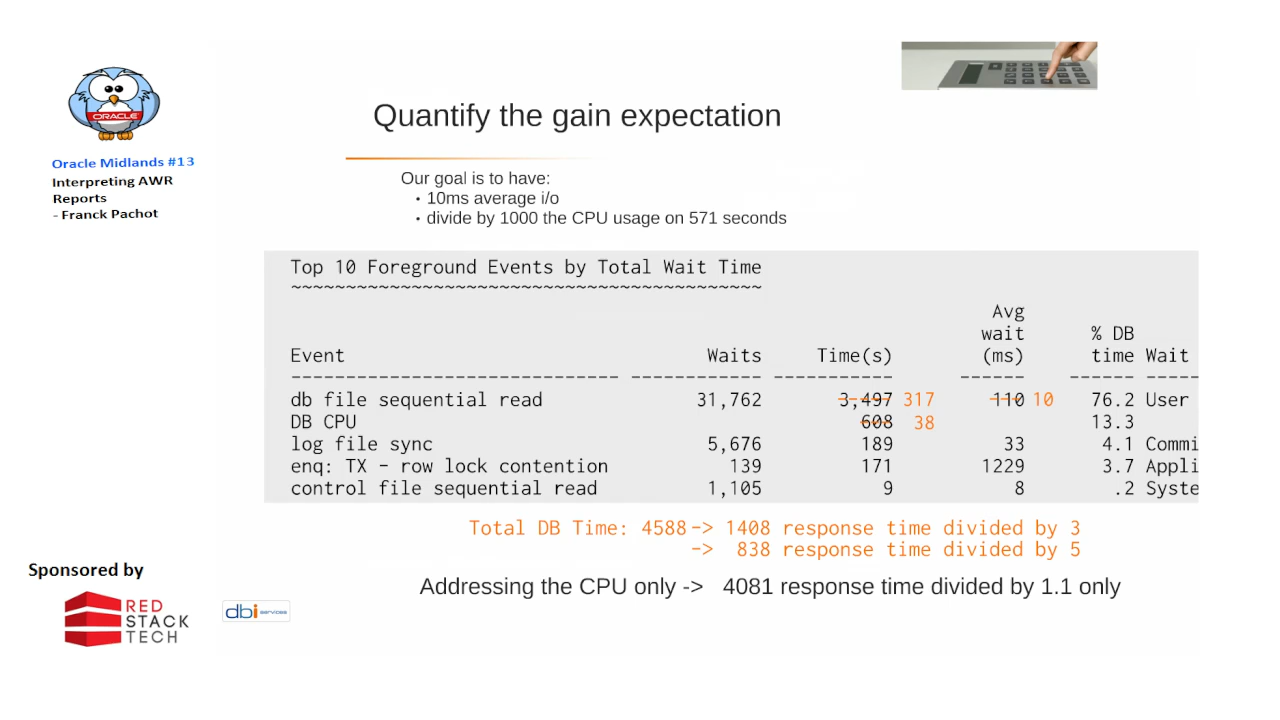 ORACLE
Oracle Midlands #13
Interpreting AWR
Reports
- Franck Pachot
Quantify the gain expectation
Our goal is to have:
• 10ms average i/o
• divide by 1000 the CPU usage on 571 seconds
Top 10 Foreground Events by Total Wait Time
~~~~~~~~~~~~~~~~~~~~~~~~~~~~~~~~~~~~~~~~~~~
Avg
wait % DB
Event Waits Time(s) (ms) time Wait
------------------------------ ------------ ----------- ------ ------ -----
db file sequential read 31,762 3,497 317 110 10 76.2 User
DB CPU 608 38 13.3
log file sync 5,676 189 33 4.1 Commi
enq: TX - row lock contention 139 171 1229 3.7 Appli
control file sequential read 1,105 9 8 .2 Syste
Total DB Time: 4588 -> 1408 response time divided by 3
-> 838 response time divided by 5
Addressing the CPU only -> 4081 response time divided by 1.1 only
Sponsored by
RED
STACK
TECH
dbi services